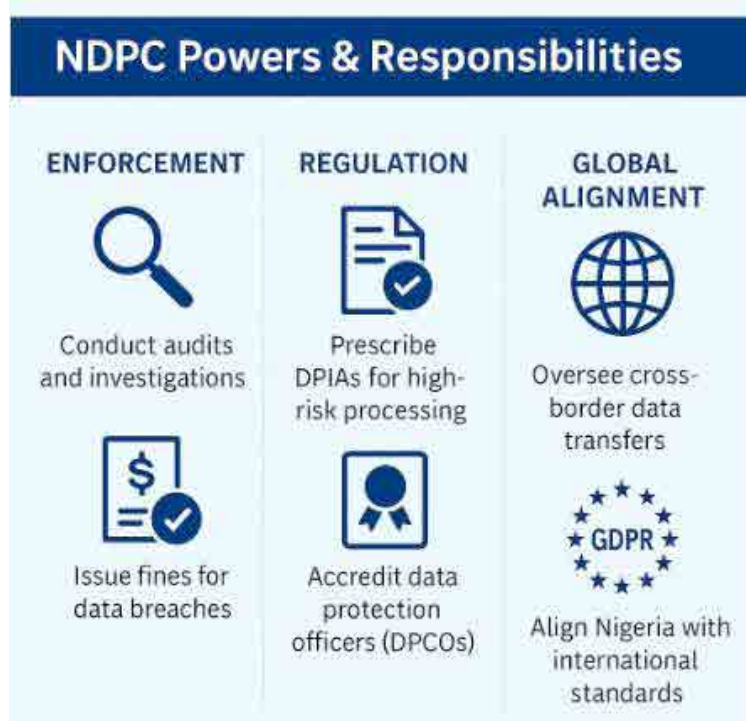 NDPC Powers & Responsibilities
ENFORCEMENT
Conduct audits
and investigations
$
Issue fines for
data breaches
REGULATION
Prescribe
DPIAs for high-
risk processing
Accredit data
protection
officers (DPCOs)
GLOBAL
ALIGNMENT
Oversee cross-
border data
transfers
GDPR
Align Nigeria with
international
standards